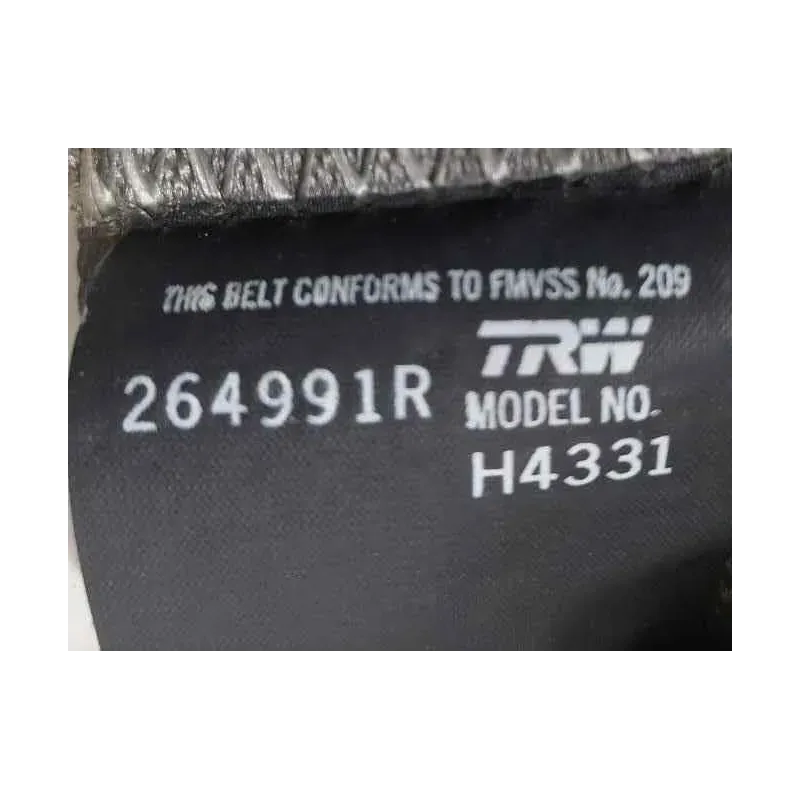 THIS BELT CONFORMS TO FMVSS No. 209
TRW
264991R MODEL NO.
H4331